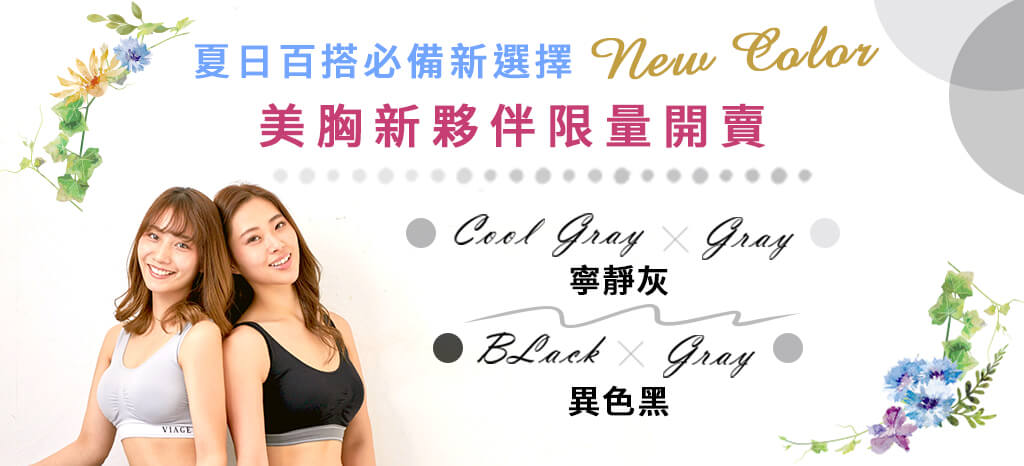 夏日百搭必備新選擇 New Color
美胸新夥伴限量開賣
Cool Gray × Gray
寧靜灰
BLack × Gray
異色黑
VIAGE